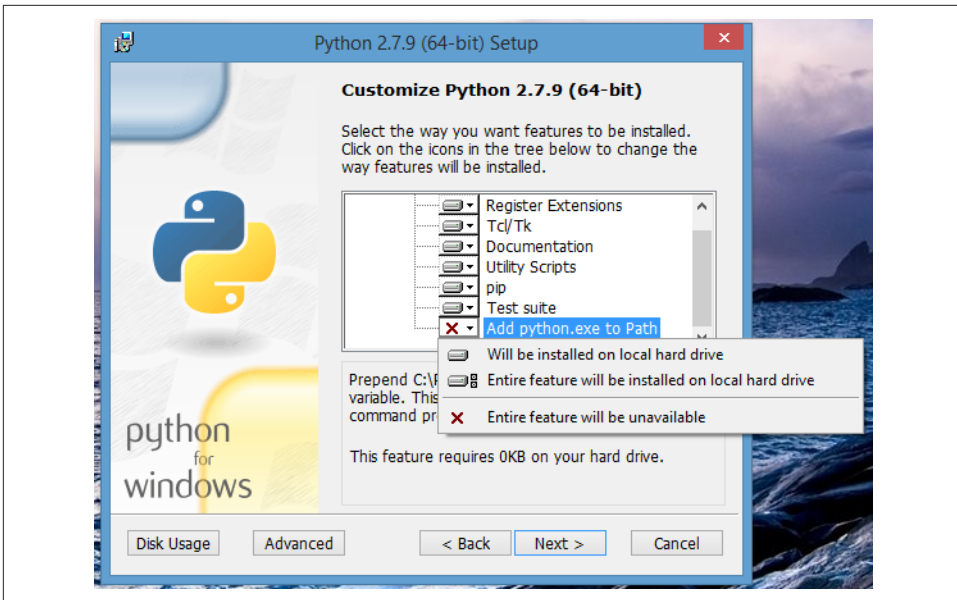 Python 2.7.9 (64-bit) Setup
Customize Python 2.7.9 (64-bit)
Select the way you want features to be installed.
Click on the icons in the tree below to change the
way features will be installed.
Register Extensions
Tcl/Tk
Documentation
Utility Scripts
pip
Test suite
Add python.exe to Path
Will be installed on local hard drive
Entire feature will be installed on local hard drive
Entire feature will be unavailable
Prepend C:\
variable. This
command
This feature requires 0KB on your hard drive.
python
for
windows
Disk Usage
Advanced
< Back
Next >
Cancel